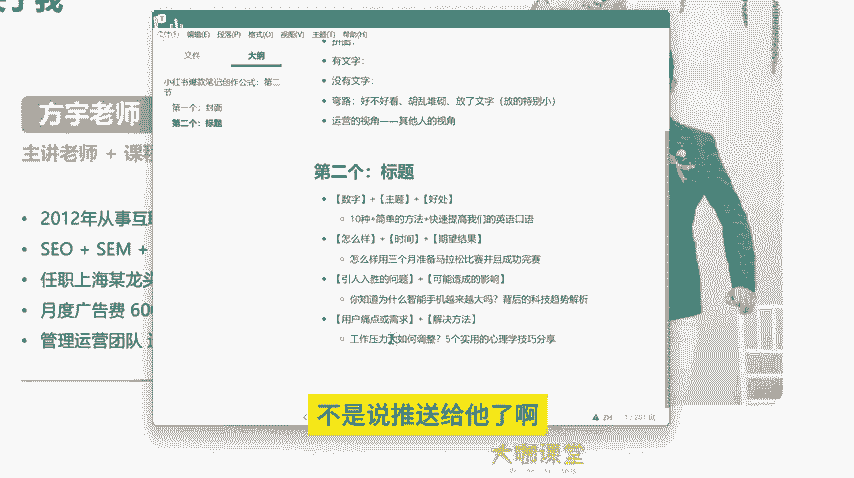 文件(F) 编辑(E) 段落(P) 格式(O) 视图(V) 主题(T) 帮助(H)
文件 大纲
小红书爆款笔记创作公式:第二节
第一个:封面
第二个:标题
拼图:
有文字:
没有文字:
弯路:好不好看、胡乱堆砌、放了文字(放的特别小)
运营的视角——其他人的视角
第二个:标题
【数字】+【主题】+【好处】
10种+简单的方法+快速提高我们的英语口语
【怎么样】+【时间】+【期望结果】
怎么样用三个月准备马拉松比赛并且成功完赛
【引人入胜的问题】+【可能造成的影响】
你知道为什么智能手机越来越大吗?背后的科技趋势解析
【用户痛点或需求】+【解决方法】
工作压力 如何调整?5个实用的心理学技巧分享
方宇老师
主讲老师 + 课
2012年从事互
SEO + SEM +
任职上海某龙头
月度广告费 600
管理运营团队
不是说推送给他了啊
大咖课堂